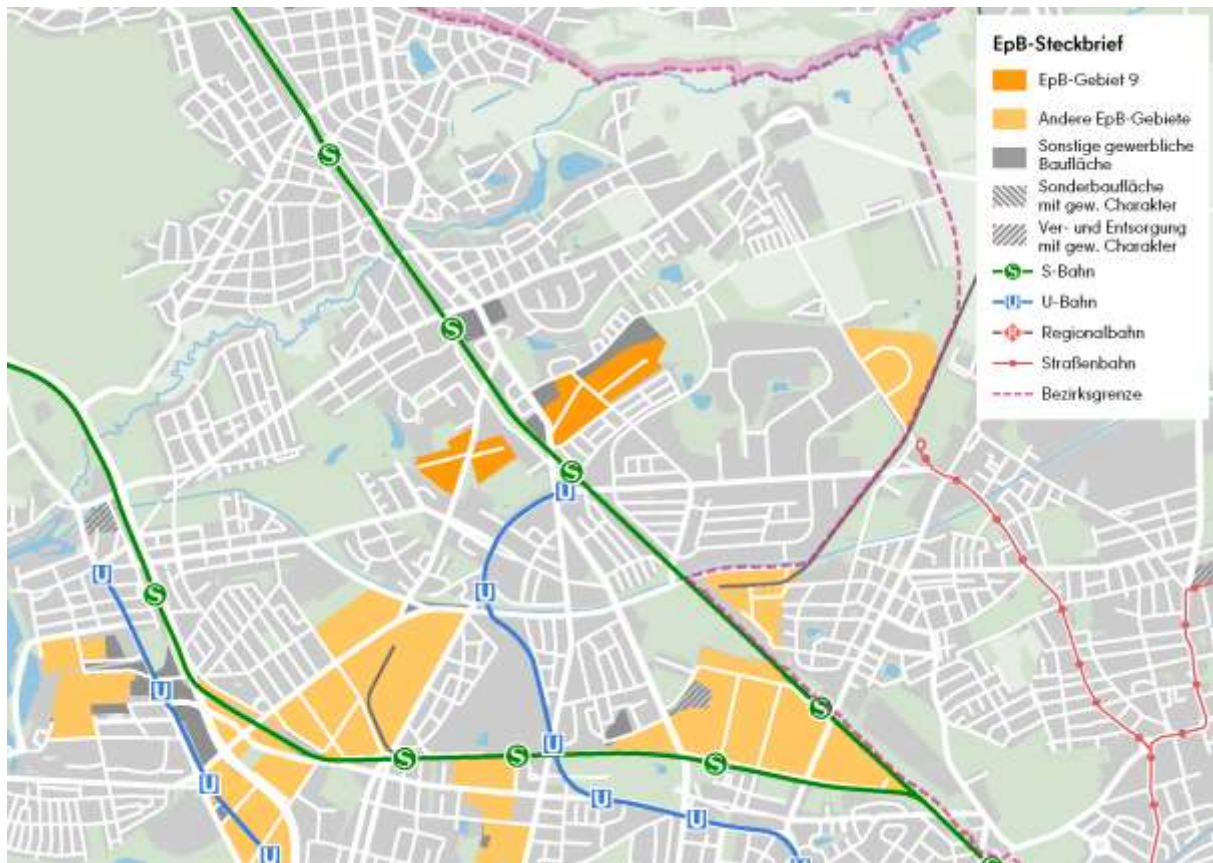 EpB-Steckbrief
EpB-Gebiet 9
Andere EpB-Gebiete
Sonstige gewerbliche
Baufläche
Sonderbaufläche
mit gew. Charakter
Ver- und Entsorgung
mit gew. Charakter
S
S-Bahn
U
U-Bahn
R
Regionalbahn
Straßenbahn
Bezirksgrenze
S
S
S
U
U
U
S
U
S
U
S
S
U
S
U
U
U
U
S